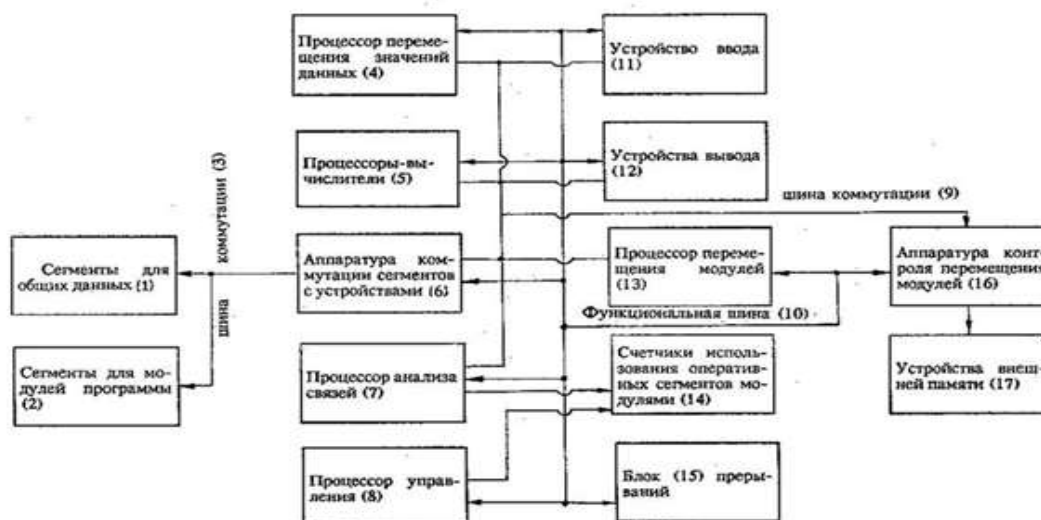 Процессор переме-
щения значений
данных (4)
Устройство ввода
(11)
Процессоры-вы-
числители (5)
Устройства вывода
(12)
шина коммутации (9)
коммутации (3)
шина
Сегменты для
общих данных (1)
Аппаратура ком-
мутации сегментов
с устройствами (6)
Процессор переме-
щения модулей
(13)
Аппаратура конт-
роля перемещения
модулей (16)
Функциональная шина (10)
Сегменты для мо-
дулей программы
(2)
Процессор анализа
связей (7)
Счетчики исполь-
зования оператив-
ных сегментов мо-
дулями (14)
Устройства внеш-
ней памяти (17)
Процессор управ-
ления (8)
Блок (15) преры-
ваний